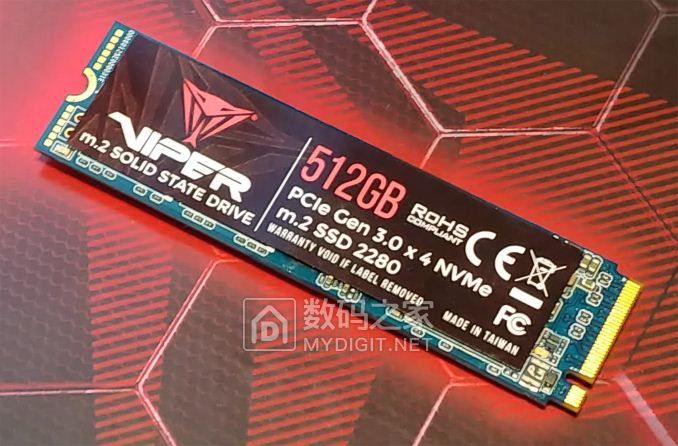 VIPER
m.2 SOLID STATE DRIVE
512GB
PCIe Gen 3.0 x 4 NVMe
m.2 SSD 2280
WARRANTY VOID IF LABEL REMOVED
ROHS
COMPLIANT
CE
FC
MADE IN TAIWAN
数码之家
MYDIGIT.NET